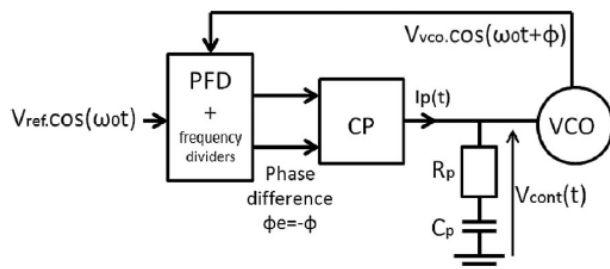 Vvco.cos(ω0t+ϕ)
PFD
+
frequency
dividers
Vref.cos(ω0t)
CP
Ip(t)
VCO
Phase
difference
ϕe=-ϕ
Rp
Cp
Vcont(t)